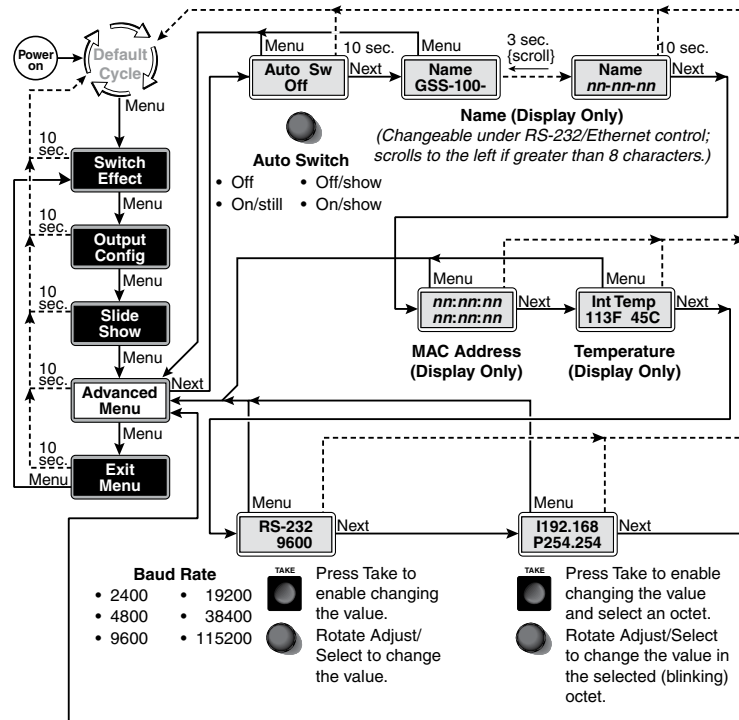 Power
on
Default
Cycle
Menu
10
sec.
Switch
Effect
Menu
10
sec.
Output
Config
Menu
10
sec.
Slide
Show
Menu
10
sec.
Advanced
Menu
Next
Menu
10
sec.
Exit
Menu
Menu
Menu
10 sec.
Auto Sw
Off
Next
Menu
Name
GSS-100-
3 sec.
{scroll}
10 sec.
Name
nn-nn-nn
Next
Auto Switch
• Off • Off/show
• On/still • On/show
Name (Display Only)
(Changeable under RS-232/Ethernet control;
scrolls to the left if greater than 8 characters.)
Menu
nn:nn:nn
nn:nn:nn
Next
MAC Address
(Display Only)
Menu
Int Temp
113F 45C
Next
Temperature
(Display Only)
Menu
RS-232
9600
Next
Baud Rate
• 2400 • 19200
• 4800 • 38400
• 9600 • 115200
TAKE
Press Take to
enable changing
the value.
Rotate Adjust/
Select to change
the value.
Menu
I192.168
P254.254
Next
TAKE
Press Take to enable
changing the value
and select an octet.
Rotate Adjust/Select
to change the value in
the selected (blinking)
octet.